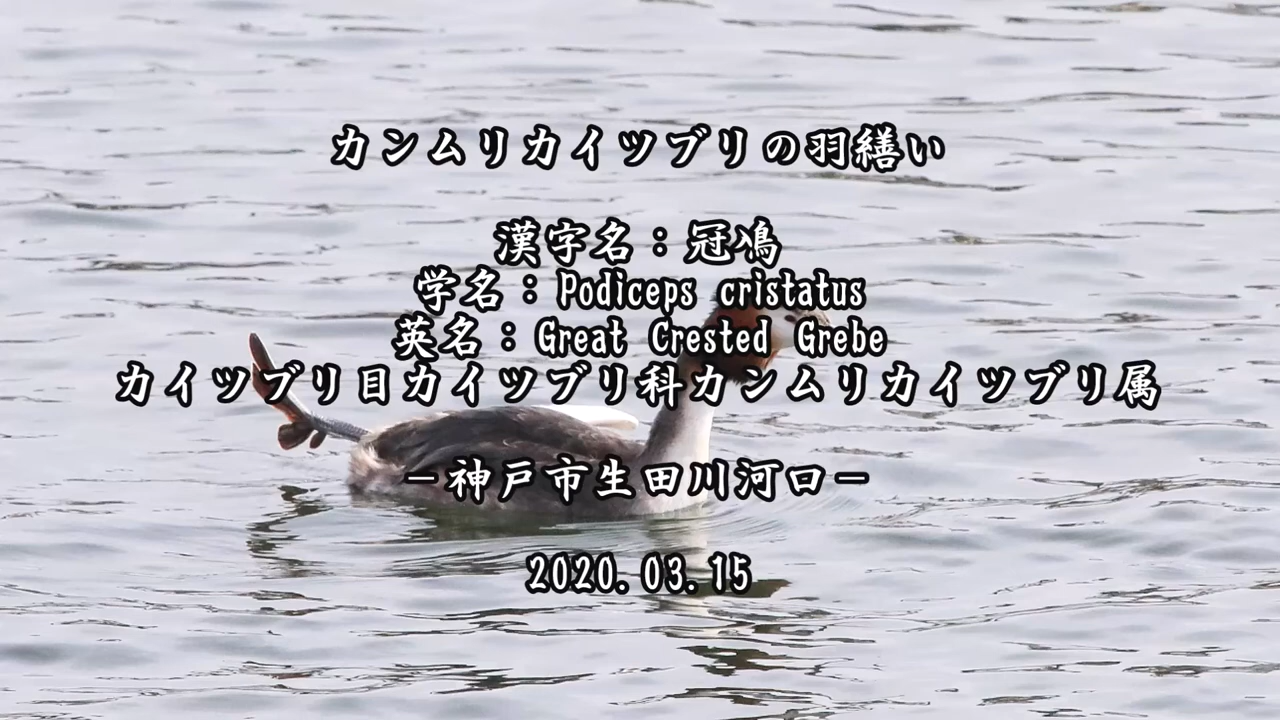 カンムリカイツブリの羽繕い
漢字名：冠鳰
学名：Podiceps cristatus
英名：Great Crested Grebe
カイツブリ目カイツブリ科カンムリカイツブリ属
－神戸市生田川河口－
2020.03.15